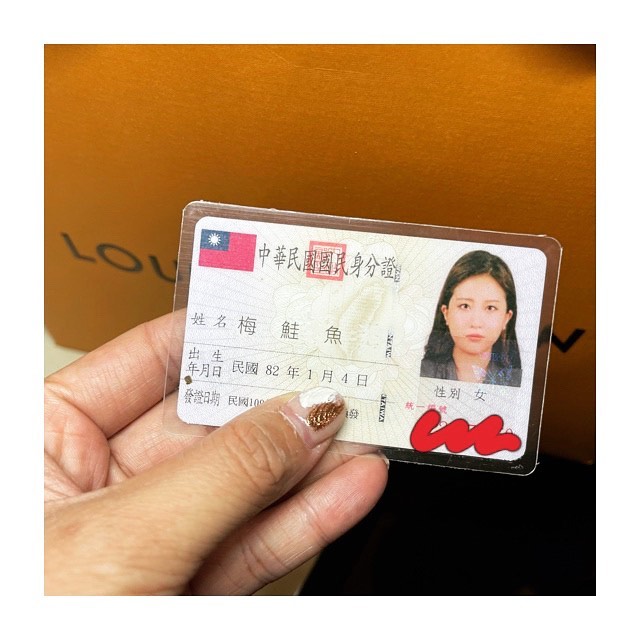 LOU
中華民國國民身分證
姓名 梅鮭魚
出生年月日 民國 82 年 1 月 4 日
發證日期 民國10
發
性別 女
統一編號
TAIWAN